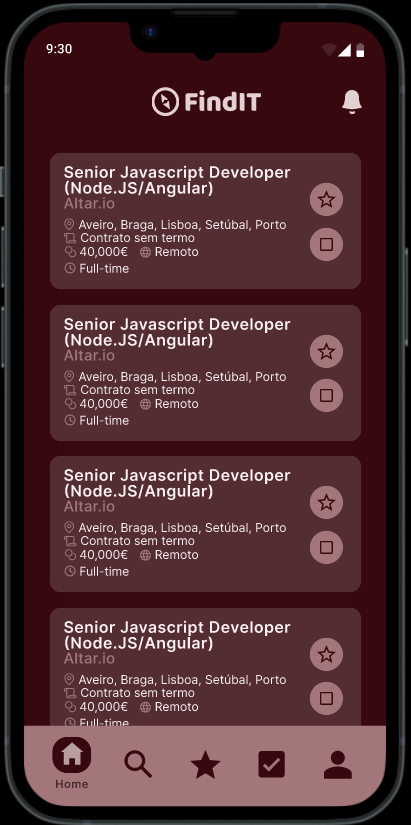 9:30
FindIT
Senior Javascript Developer
(Node.JS/Angular)
Altar.io
Aveiro, Braga, Lisboa, Setúbal, Porto
Contrato sem termo
40,000€ Remoto
Full-time
Senior Javascript Developer
(Node.JS/Angular)
Altar.io
Aveiro, Braga, Lisboa, Setúbal, Porto
Contrato sem termo
40,000€ Remoto
Full-time
Senior Javascript Developer
(Node.JS/Angular)
Altar.io
Aveiro, Braga, Lisboa, Setúbal, Porto
Contrato sem termo
40,000€ Remoto
Full-time
Senior Javascript Developer
(Node.JS/Angular)
Altar.io
Aveiro, Braga, Lisboa, Setúbal, Porto
Contrato sem termo
40,000€ Remoto
Full-time
Home